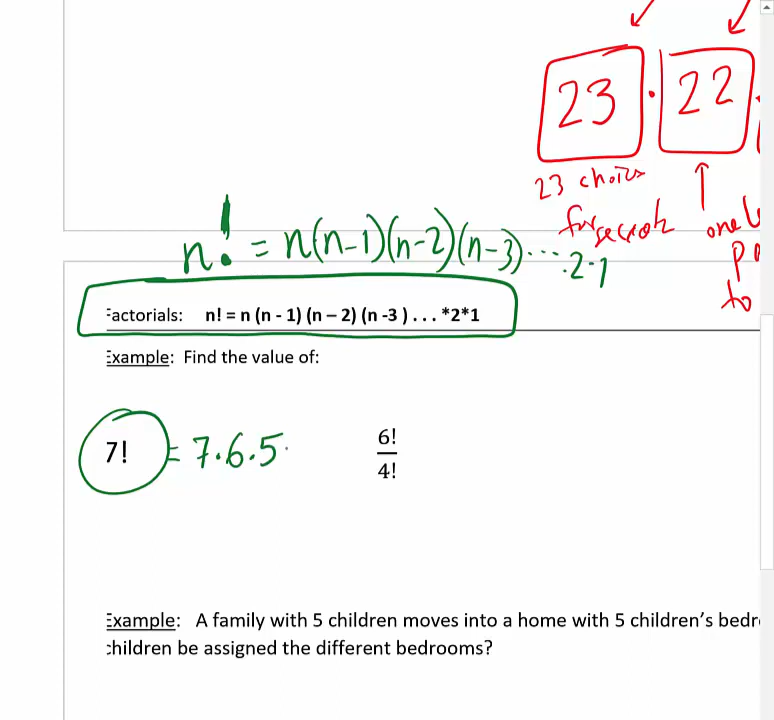 23 · 22 ·
23 choices
for second
one
to
n! = n(n-1)(n-2)(n-3)....2·1
Factorials: n! = n (n - 1) (n – 2) (n -3 ) . . . *2*1
Example: Find the value of:
7! = 7.6.5.
6!
4!
Example: A family with 5 children moves into a home with 5 children's bedr
children be assigned the different bedrooms?